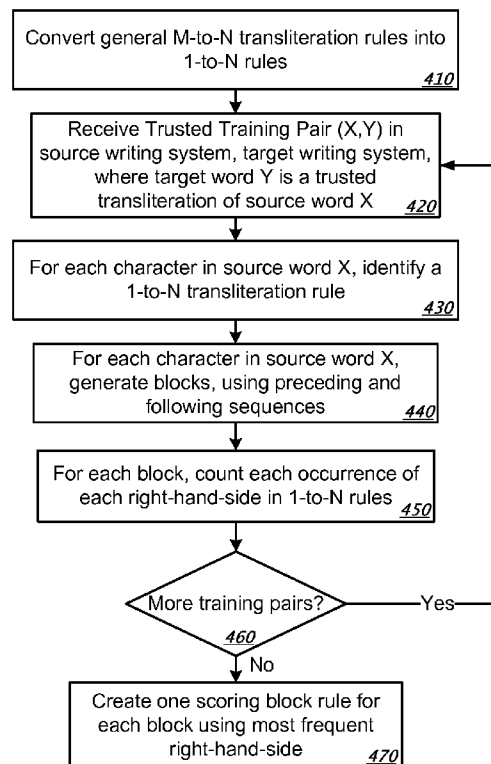 Convert general M-to-N transliteration rules into
1-to-N rules
410
Receive Trusted Training Pair (X,Y) in
source writing system, target writing system,
where target word Y is a trusted
transliteration of source word X
420
For each character in source word X, identify a
1-to-N transliteration rule
430
For each character in source word X,
generate blocks, using preceding and
following sequences
440
For each block, count each occurrence of
each right-hand-side in 1-to-N rules
450
More training pairs?
Yes
460
No
Create one scoring block rule for
each block using most frequent
right-hand-side
470